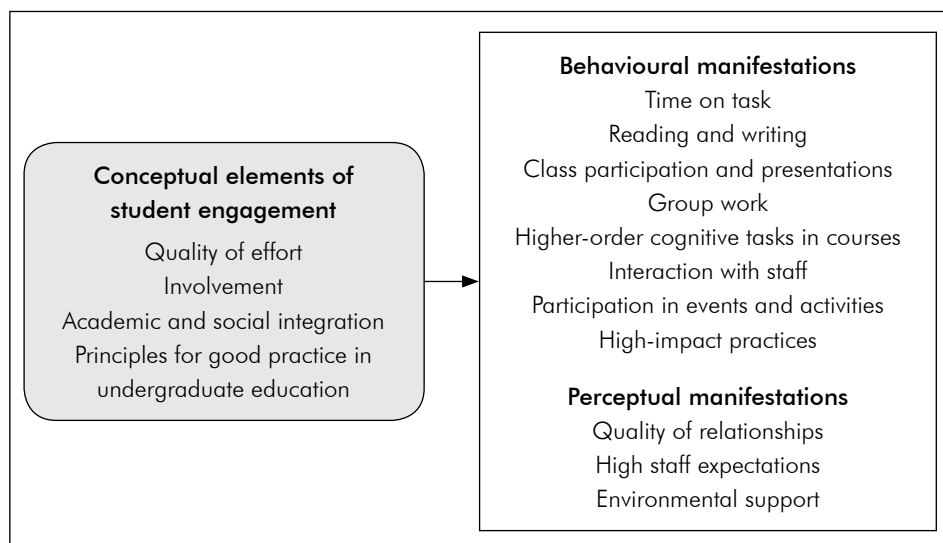 Conceptual elements of
student engagement
Quality of effort
Involvement
Academic and social integration
Principles for good practice in
undergraduate education
Behavioural manifestations
Time on task
Reading and writing
Class participation and presentations
Group work
Higher-order cognitive tasks in courses
Interaction with staff
Participation in events and activities
High-impact practices
Perceptual manifestations
Quality of relationships
High staff expectations
Environmental support